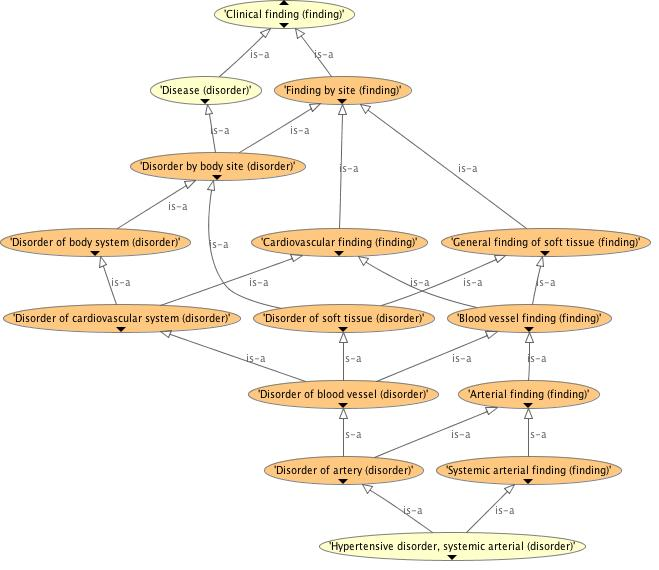 'Clinical finding (finding)'
is-a
is-a
'Disease (disorder)'
'Finding by site (finding)'
is-a
is-a
is-a
is-a
'Disorder by body site (disorder)'
is-a
is-a
'Disorder of body system (disorder)'
'Cardiovascular finding (finding)'
'General finding of soft tissue (finding)'
is-a
is-a
is-a
is-a
is-a
'Disorder of cardiovascular system (disorder)'
'Disorder of soft tissue (disorder)'
'Blood vessel finding (finding)'
is-a
is-a
is-a
is-a
'Disorder of blood vessel (disorder)'
'Arterial finding (finding)'
is-a
is-a
is-a
'Disorder of artery (disorder)'
'Systemic arterial finding (finding)'
is-a
is-a
'Hypertensive disorder, systemic arterial (disorder)'